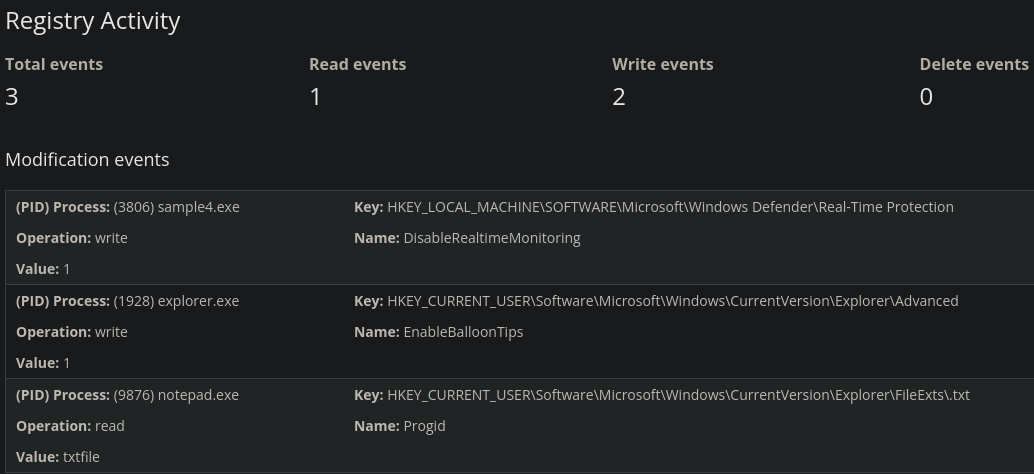 Registry Activity
Total events Read events Write events Delete events
3 1 2 0
Modification events
(PID) Process: (3806) sample4.exe Key: HKEY_LOCAL_MACHINE\SOFTWARE\Microsoft\Windows Defender\Real-Time Protection
Operation: write Name: DisableRealtimeMonitoring
Value: 1
(PID) Process: (1928) explorer.exe Key: HKEY_CURRENT_USER\Software\Microsoft\Windows\CurrentVersion\Explorer\Advanced
Operation: write Name: EnableBalloonTips
Value: 1
(PID) Process: (9876) notepad.exe Key: HKEY_CURRENT_USER\Software\Microsoft\Windows\CurrentVersion\Explorer\FileExts\.txt
Operation: read Name: Progid
Value: txtfile